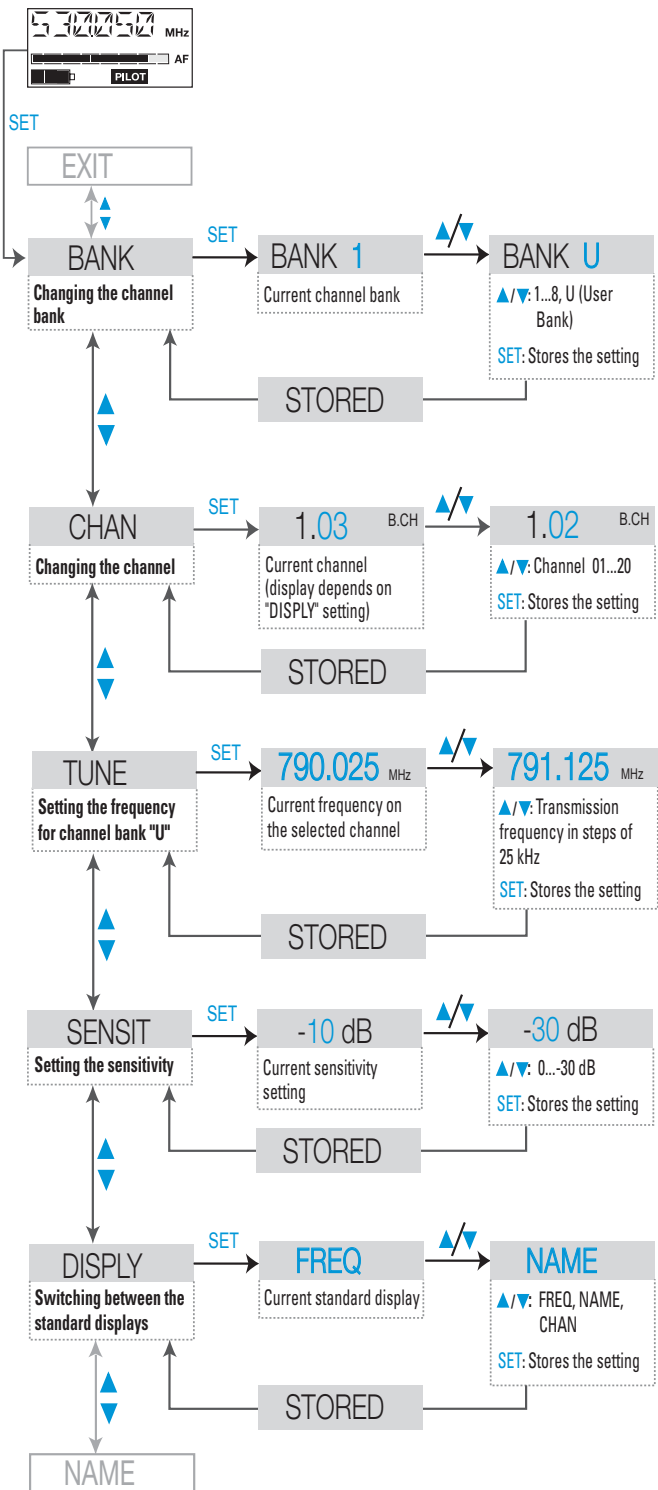 530.050 MHz
AF
PILOT
SET
EXIT
BANK
Changing the channel
bank
SET
BANK 1
Current channel bank
▲/▼
BANK U
▲/▼: 1...8, U (User
Bank)
SET: Stores the setting
STORED
CHAN
Changing the channel
SET
1.03 B.CH
Current channel
(display depends on
"DISPLY" setting)
▲/▼
1.02 B.CH
▲/▼: Channel 01...20
SET: Stores the setting
STORED
TUNE
Setting the frequency
for channel bank "U"
SET
790.025 MHz
Current frequency on
the selected channel
▲/▼
791.125 MHz
▲/▼: Transmission
frequency in steps of
25 kHz
SET: Stores the setting
STORED
SENSIT
Setting the sensitivity
SET
-10 dB
Current sensitivity
setting
▲/▼
-30 dB
▲/▼: 0...-30 dB
SET: Stores the setting
STORED
DISPLY
Switching between the
standard displays
SET
FREQ
Current standard display
▲/▼
NAME
▲/▼: FREQ, NAME,
CHAN
SET: Stores the setting
STORED
NAME